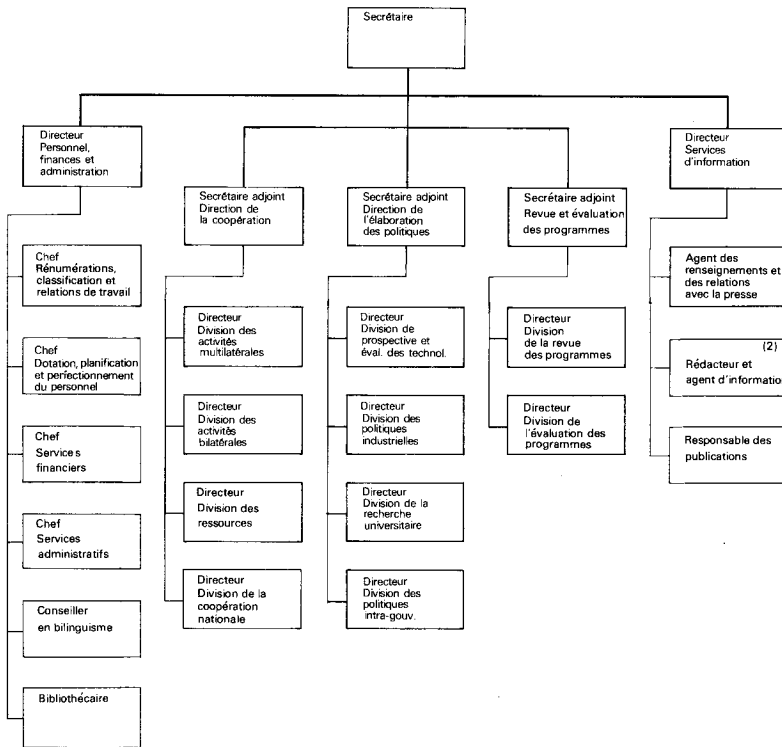 Secrétaire
Directeur
Personnel,
finances et
administration
Chef
Rénumérations,
classification et
relations de travail
Chef
Dotation, planification
et perfectionnement
du personnel
Chef
Services
financiers
Chef
Services
administratifs
Conseiller
en bilinguisme
Bibliothécaire
Secrétaire adjoint
Direction de
la coopération
Directeur
Division des
activités
multilatérales
Directeur
Division des
activités
bilatérales
Directeur
Division des
ressources
Directeur
Division de la
coopération
nationale
Secrétaire adjoint
Direction de
l'élaboration
des politiques
Directeur
Division de
prospective et
éval. des technol.
Directeur
Division des
politiques
industrielles
Directeur
Division de la
recherche
universitaire
Directeur
Division des
politiques
intra-gouv.
Secrétaire adjoint
Revue et évaluation
des programmes
Directeur
Division
de la revue
des programmes
Directeur
Division de
l'évaluation des
programmes
Directeur
Services
d'information
Agent des
renseignements et
des relations
avec la presse
(2)
Rédacteur et
agent d'information
Responsable des
publications